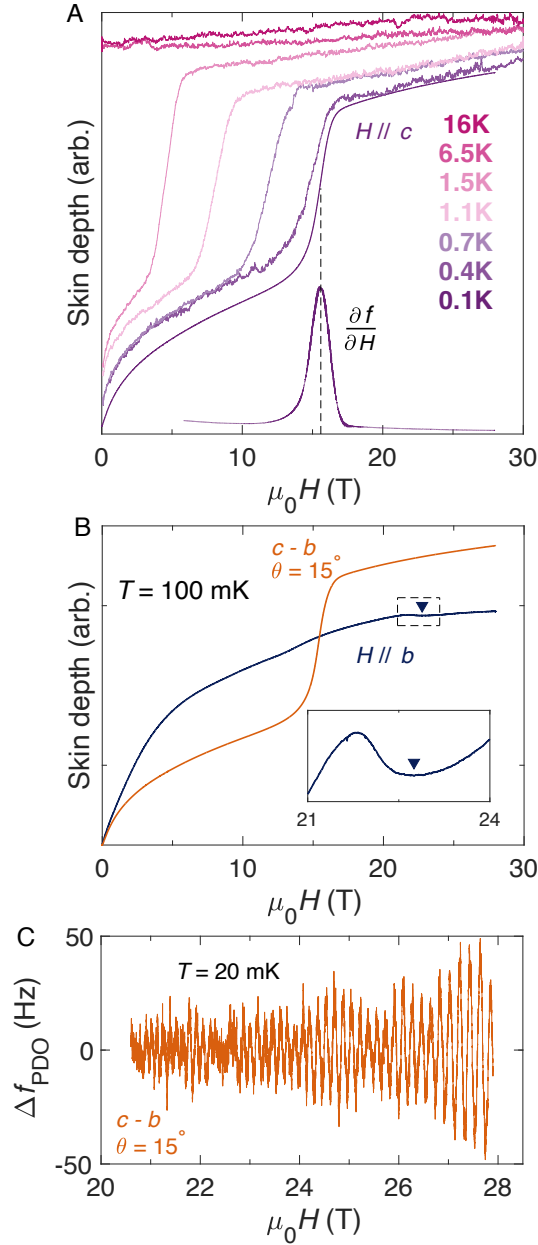 A
Skin depth (arb.)
H // c
16K
6.5K
1.5K
1.1K
0.7K
0.4K
0.1K
∂f
∂H
0 10 20 30
μ₀H (T)
B
Skin depth (arb.)
c - b
θ = 15°
T = 100 mK
H // b
21 24
0 10 20 30
μ₀H (T)
C
Δf_PDO (Hz)
50
0
-50
T = 20 mK
c - b
θ = 15°
20 22 24 26 28
μ₀H (T)